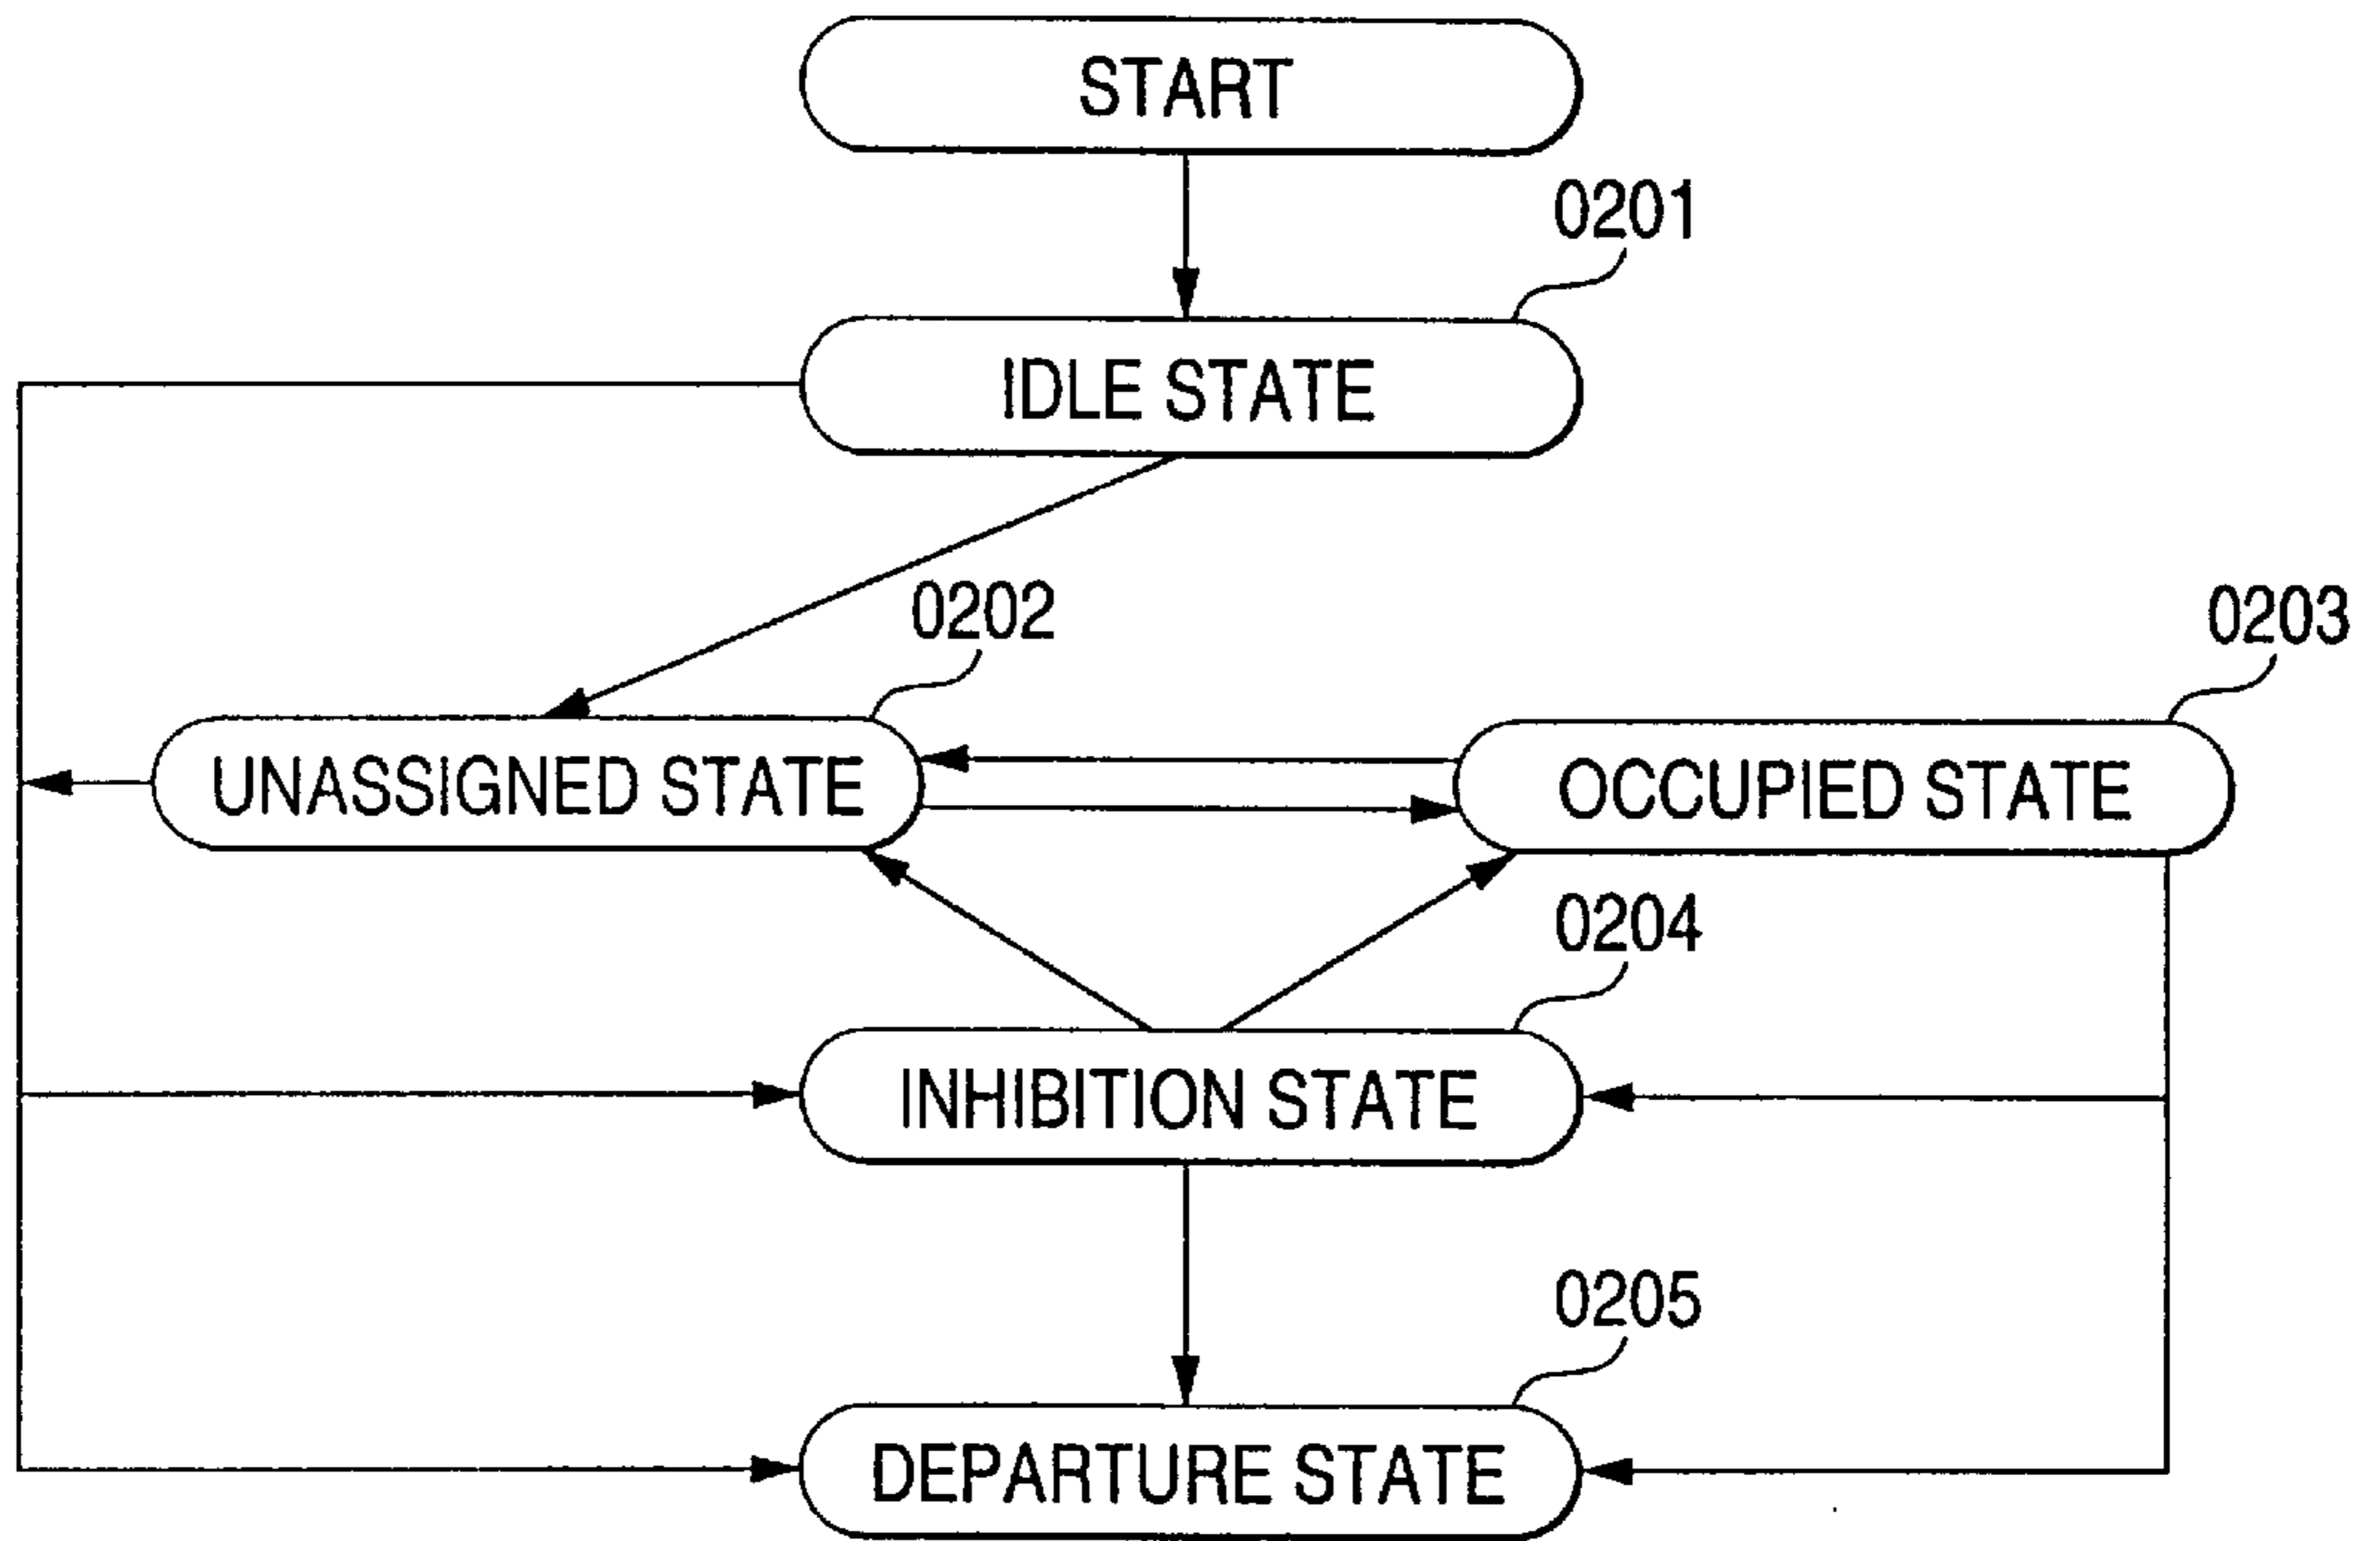 START
0201
IDLE STATE
0202
0203
UNASSIGNED STATE
OCCUPIED STATE
0204
INHIBITION STATE
0205
DEPARTURE STATE